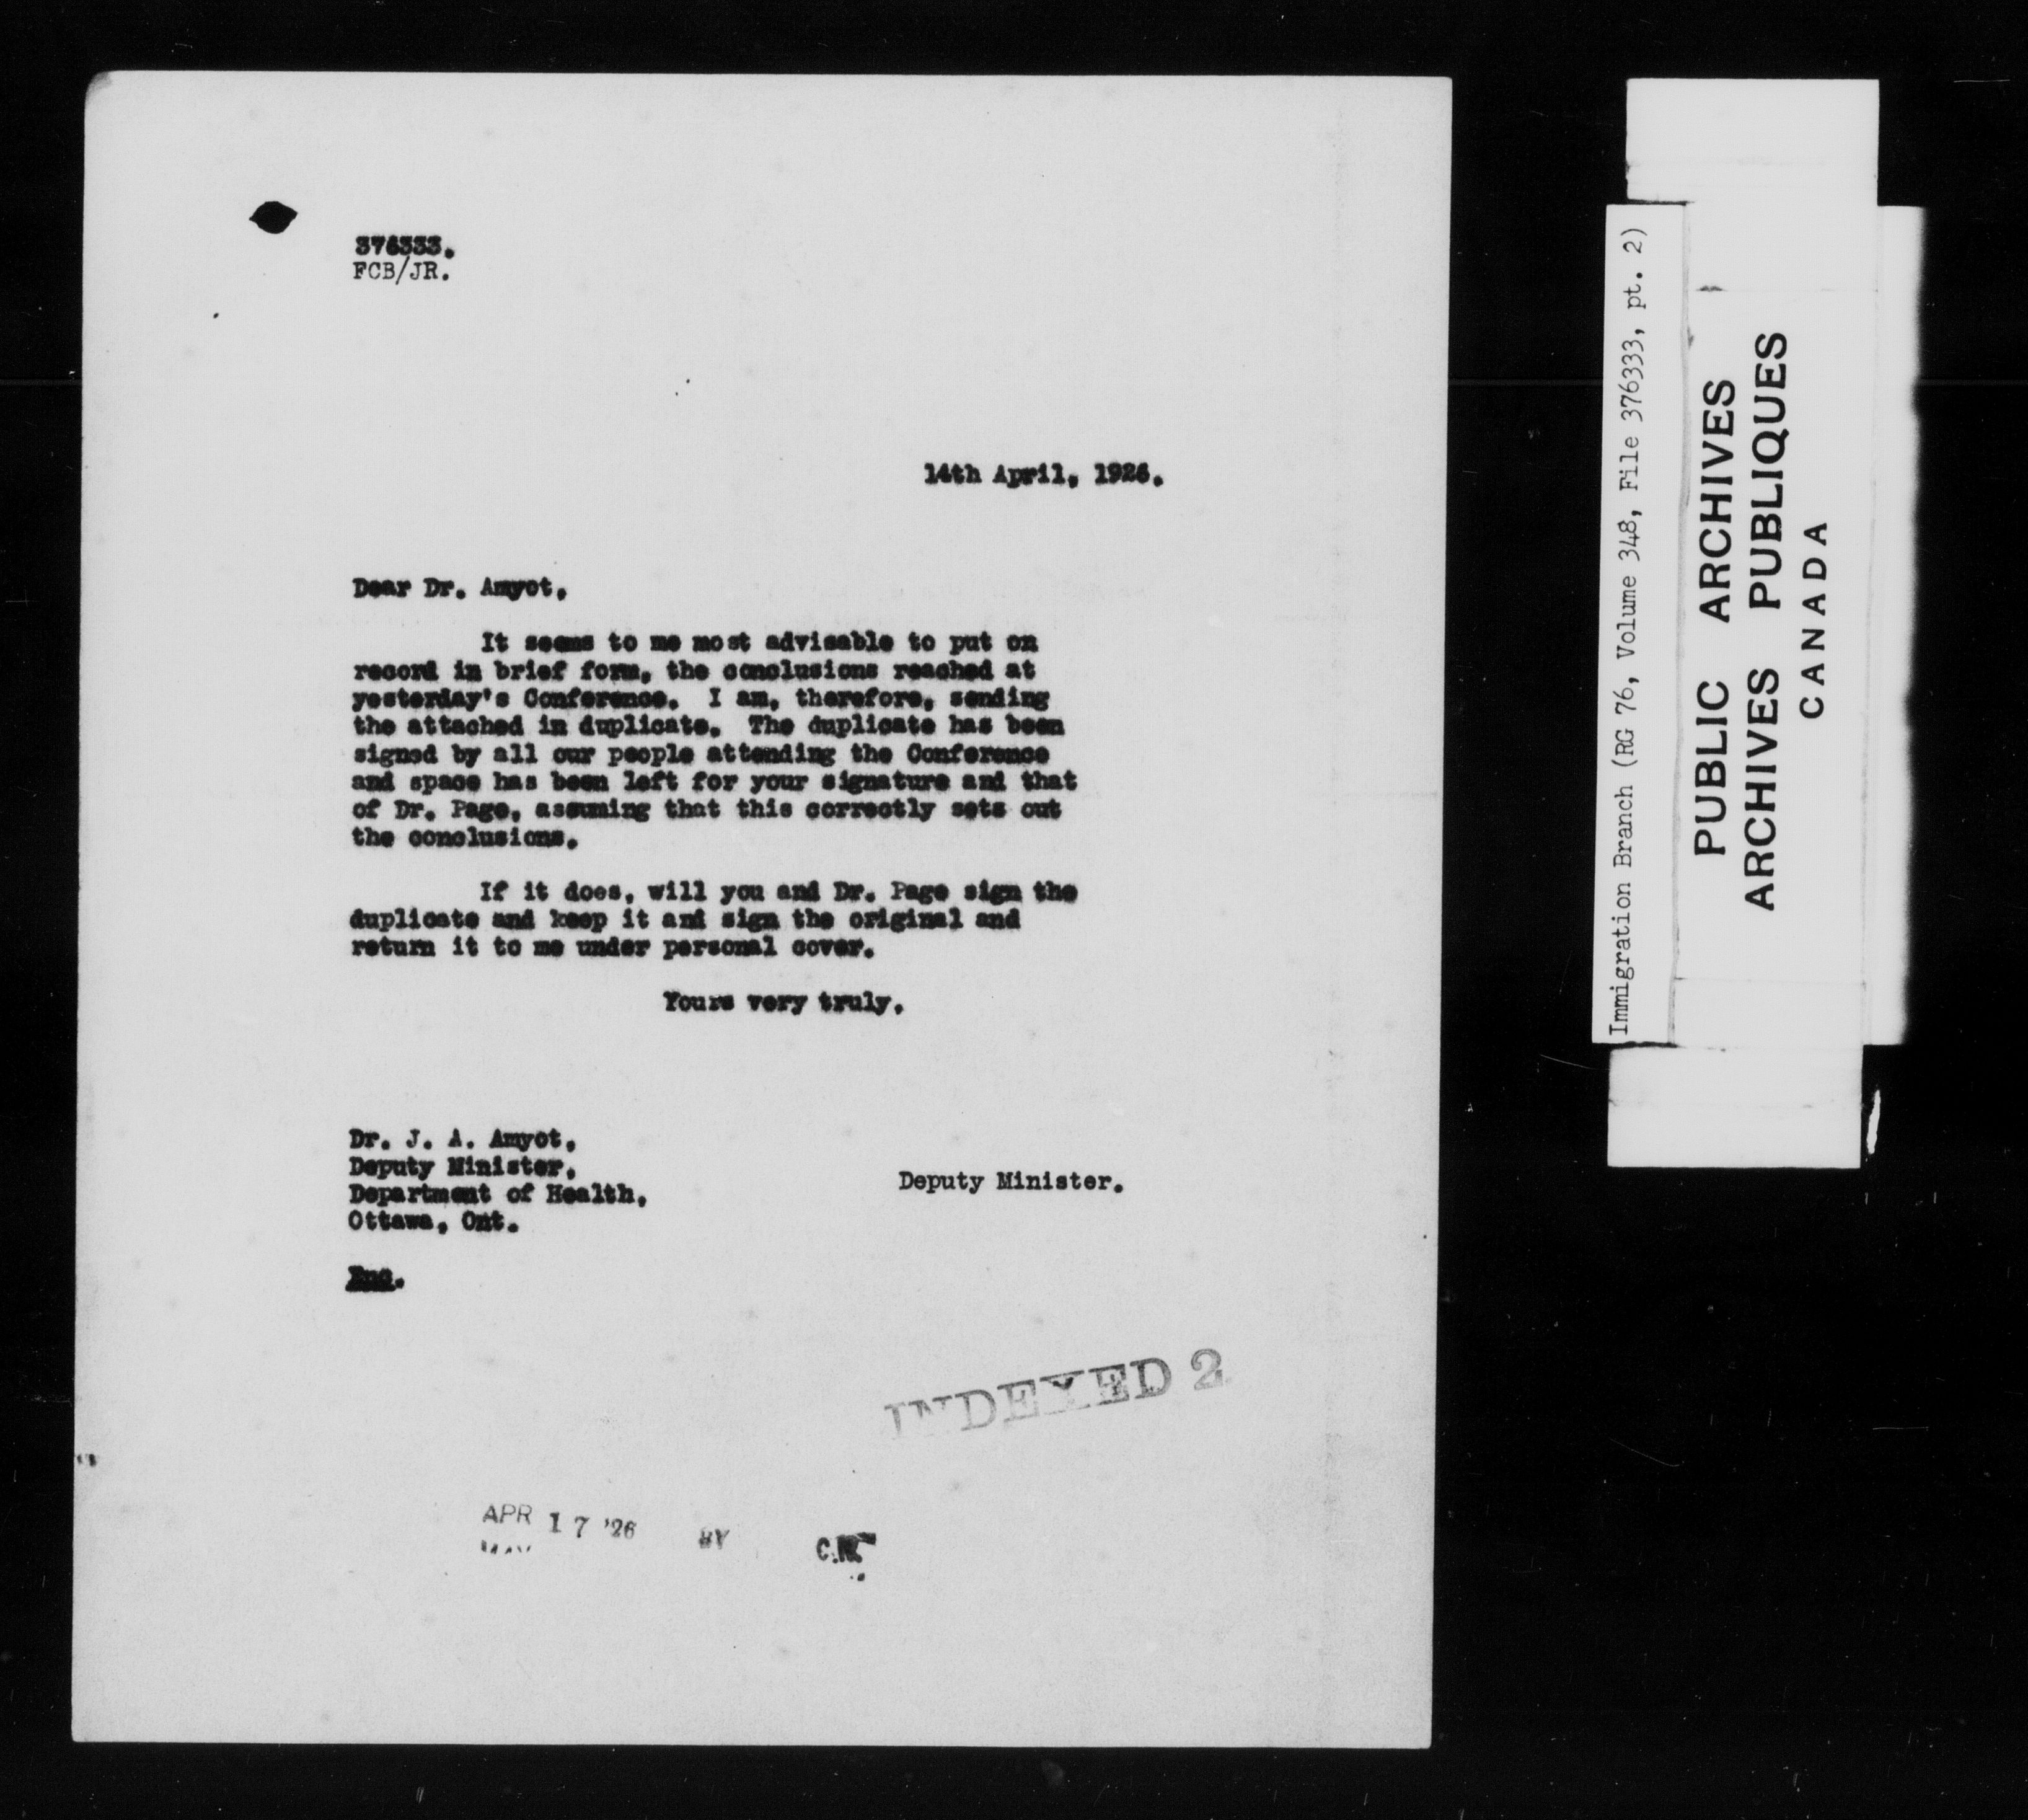 376333.
FCB/JR.
14th April, 1926.
Dear Dr. Amyot,
It seems to me most advisable to put on
record in brief form, the conclusions reached at
yesterday's Conference. I am, therefore, sending
the attached in duplicate. The duplicate has been
signed by all our people attending the Conference
and space has been left for your signature and that
of Dr. Page, assuming that this correctly sets out
the conclusions.
If it does, will you and Dr. Page sign the
duplicate and keep it and sign the original and
return it to me under personal cover.
Yours very truly,
Dr. J. A. Amyot,
Deputy Minister,
Department of Health,
Ottawa, Ont.
Deputy Minister.
Enc.
INDEXED 2
APR 17 '26 BY
Immigration Branch (RG 76, Volume 348, File 376333, pt. 2)
PUBLIC ARCHIVES
ARCHIVES PUBLIQUES
CANADA